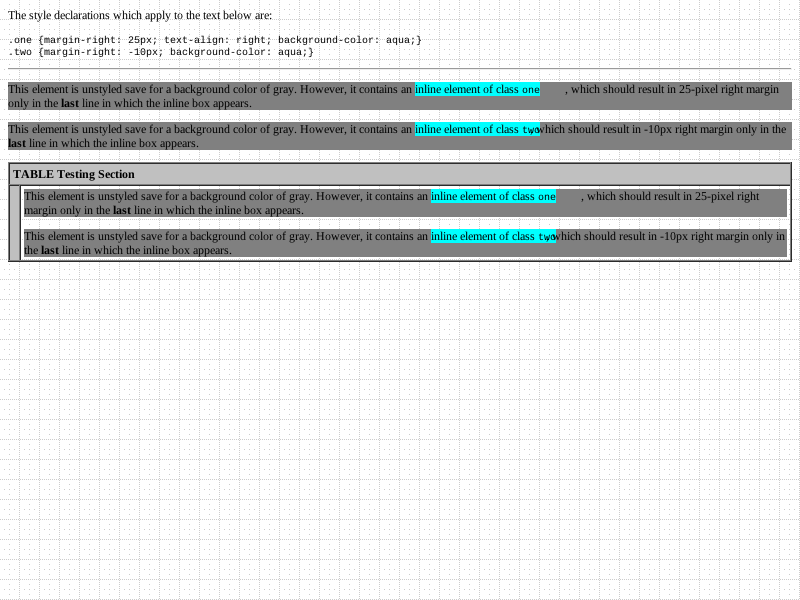 The style declarations which apply to the text below are:
.one {margin-right: 25px; text-align: right; background-color: aqua;}
.two {margin-right: -10px; background-color: aqua;}
This element is unstyled save for a background color of gray. However, it contains an inline element of class one, which should result in 25-pixel right margin
only in the last line in which the inline box appears.
This element is unstyled save for a background color of gray. However, it contains an inline element of class two, which should result in -10px right margin only in the
last line in which the inline box appears.
TABLE Testing Section
This element is unstyled save for a background color of gray. However, it contains an inline element of class one, which should result in 25-pixel right
margin only in the last line in which the inline box appears.
This element is unstyled save for a background color of gray. However, it contains an inline element of class two, which should result in -10px right margin only in
the last line in which the inline box appears.